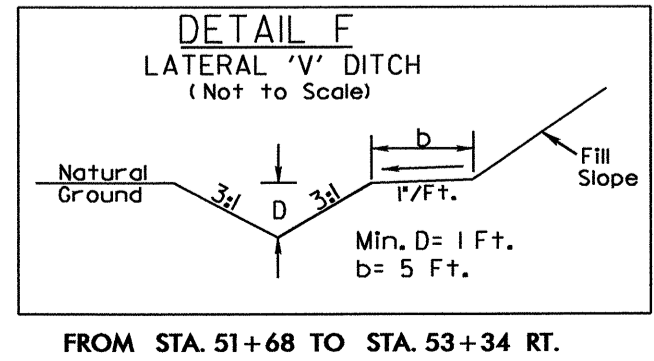 DETAIL F
LATERAL 'V' DITCH
(Not to Scale)
b
Natural
Ground
3:1
D
3:1
1"/Ft.
Fill
Slope
Min. D= 1 Ft.
b= 5 Ft.
FROM STA. 51+68 TO STA. 53+34 RT.